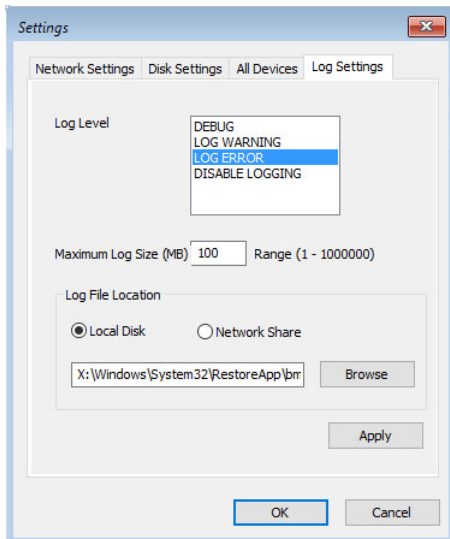 Settings
Network Settings Disk Settings All Devices Log Settings
Log Level
DEBUG
LOG WARNING
LOG ERROR
DISABLE LOGGING
Maximum Log Size (MB) 100 Range (1 - 1000000)
Log File Location
Local Disk Network Share
X:\Windows\System32\RestoreApp\bm Browse
Apply
OK Cancel